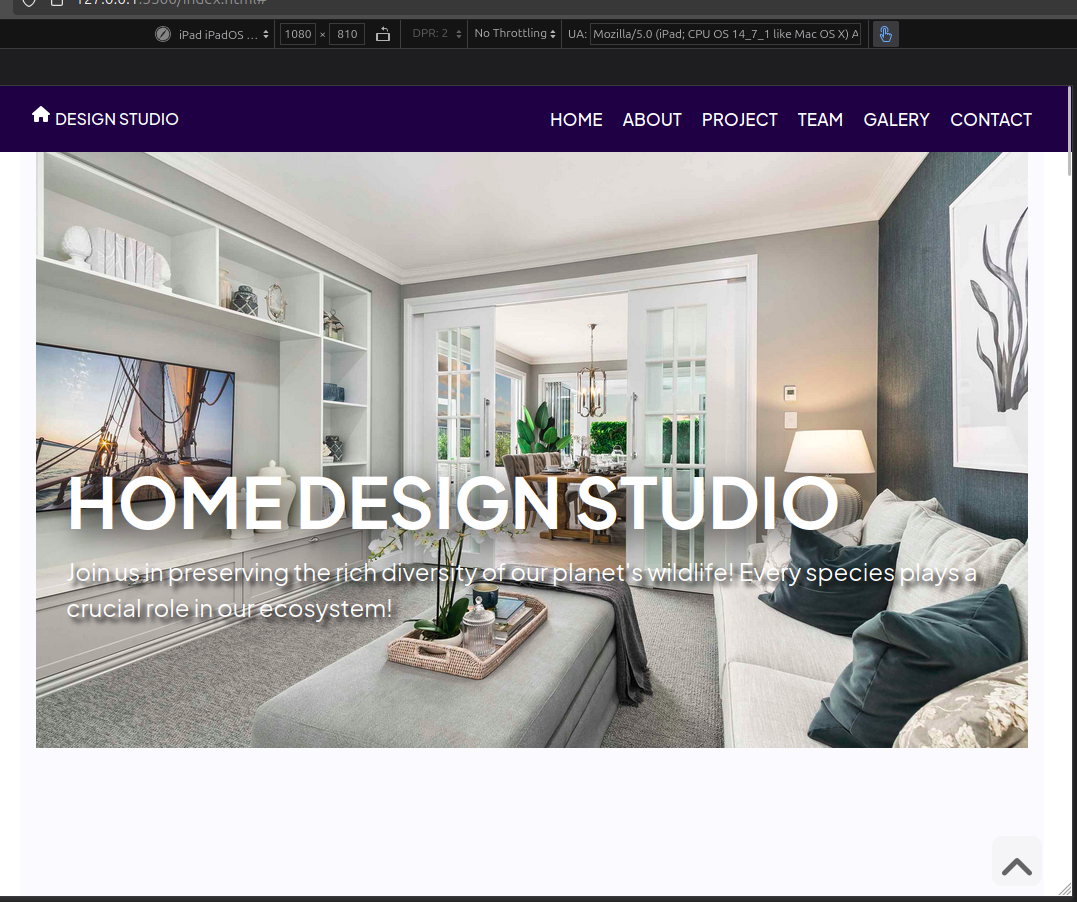 127.0.0.1:5500/index.html#
iPad iPadOS ... 1080 × 810 DPR: 2 No Throttling UA: Mozilla/5.0 (iPad; CPU OS 14_7_1 like Mac OS X) A
DESIGN STUDIO HOME ABOUT PROJECT TEAM GALERY CONTACT
HOME DESIGN STUDIO
Join us in preserving the rich diversity of our planet's wildlife! Every species plays a
crucial role in our ecosystem!